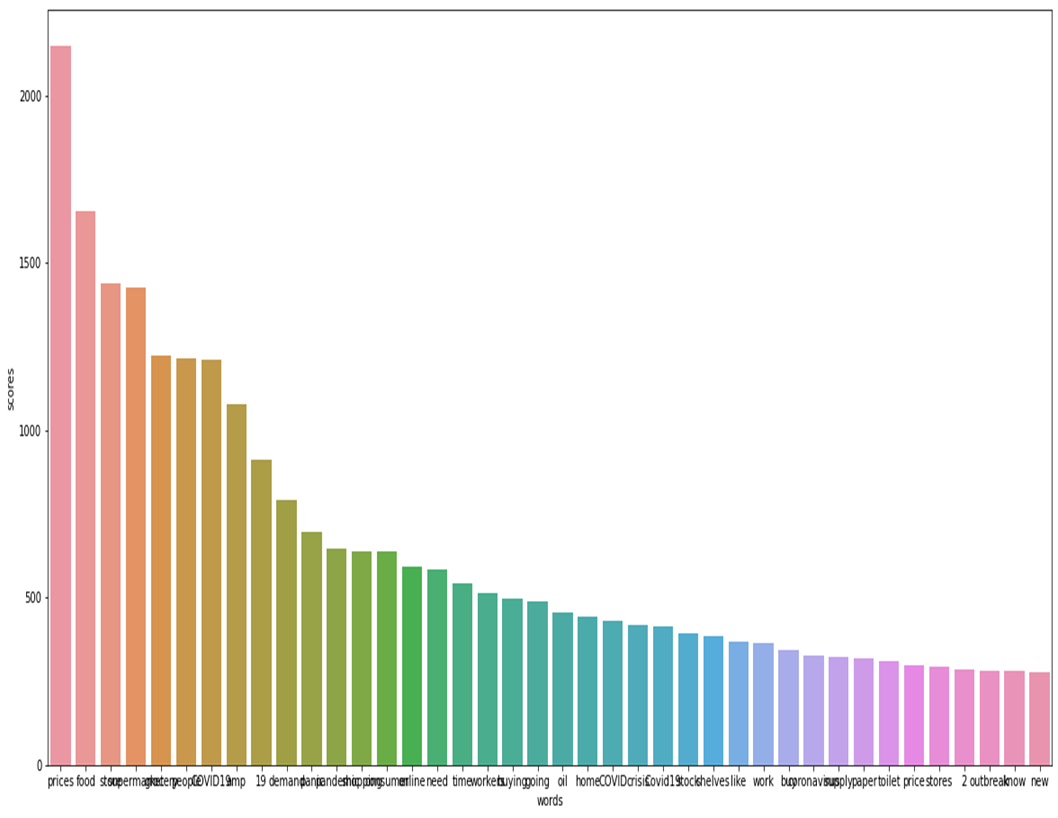 2000
1500
1000
500
0
scores
prices food store supermarket grocery people COVID19 amp 19 demand panic pandemic shopping consumer online need time workers buying going oil home COVID crisis Covid19 stock shelves like work buy coronavirus supply paper toilet price stores 2 outbreak know new
words